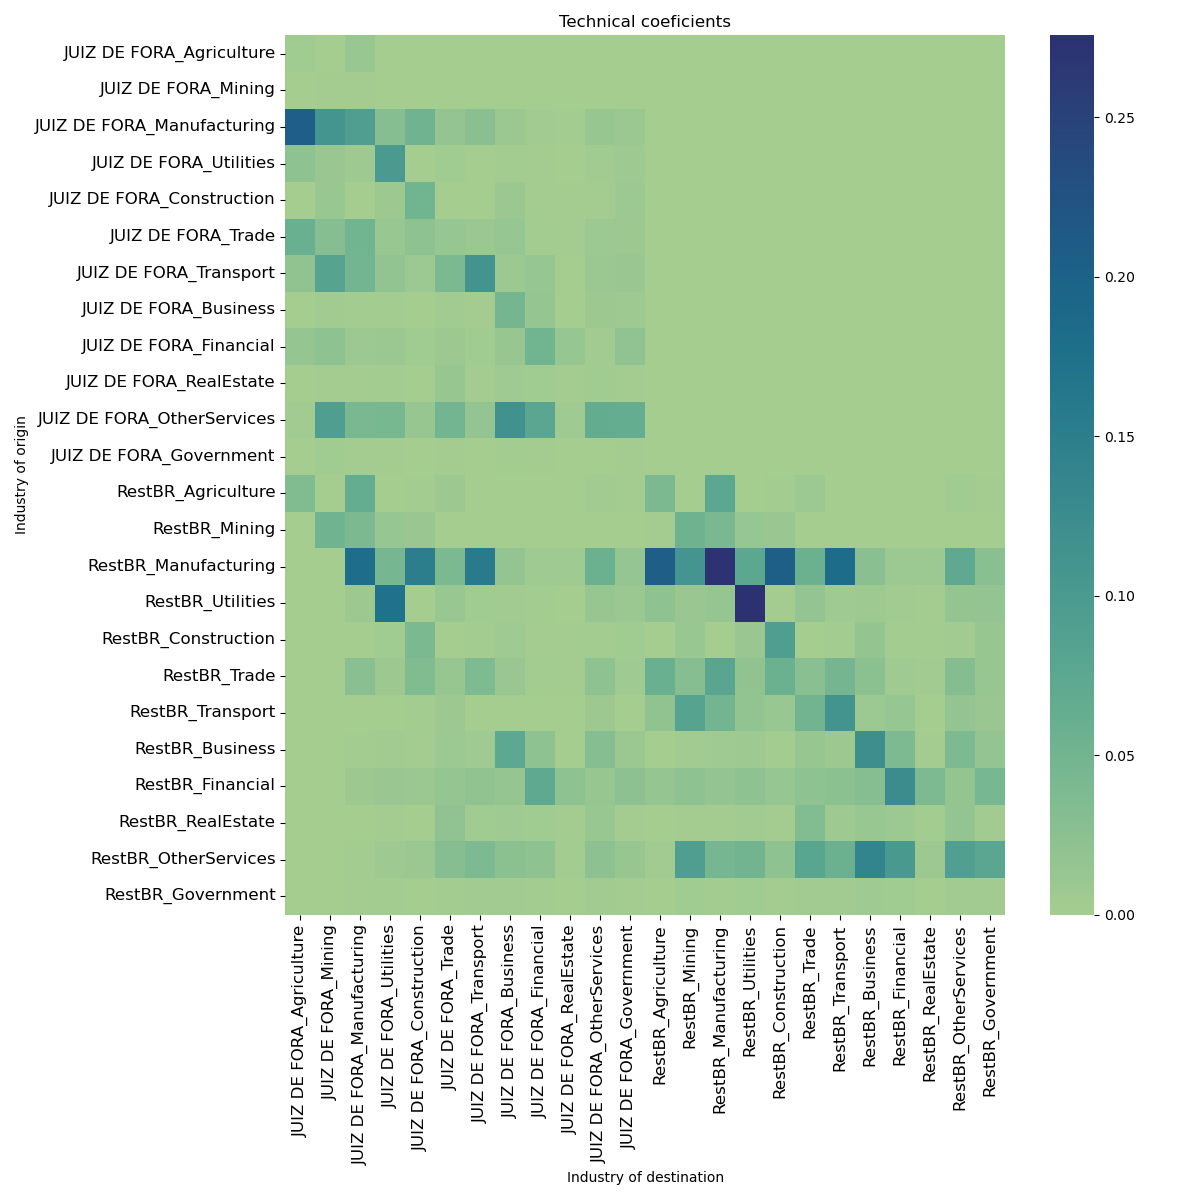 Technical coeficients
JUIZ DE FORA_Agriculture
JUIZ DE FORA_Mining
JUIZ DE FORA_Manufacturing
JUIZ DE FORA_Utilities
JUIZ DE FORA_Construction
JUIZ DE FORA_Trade
JUIZ DE FORA_Transport
JUIZ DE FORA_Business
JUIZ DE FORA_Financial
JUIZ DE FORA_RealEstate
JUIZ DE FORA_OtherServices
JUIZ DE FORA_Government
RestBR_Agriculture
RestBR_Mining
RestBR_Manufacturing
RestBR_Utilities
RestBR_Construction
RestBR_Trade
RestBR_Transport
RestBR_Business
RestBR_Financial
RestBR_RealEstate
RestBR_OtherServices
RestBR_Government
Industry of origin
JUIZ DE FORA_Agriculture
JUIZ DE FORA_Mining
JUIZ DE FORA_Manufacturing
JUIZ DE FORA_Utilities
JUIZ DE FORA_Construction
JUIZ DE FORA_Trade
JUIZ DE FORA_Transport
JUIZ DE FORA_Business
JUIZ DE FORA_Financial
JUIZ DE FORA_RealEstate
JUIZ DE FORA_OtherServices
JUIZ DE FORA_Government
RestBR_Agriculture
RestBR_Mining
RestBR_Manufacturing
RestBR_Utilities
RestBR_Construction
RestBR_Trade
RestBR_Transport
RestBR_Business
RestBR_Financial
RestBR_RealEstate
RestBR_OtherServices
RestBR_Government
Industry of destination
0.25
0.20
0.15
0.10
0.05
0.00